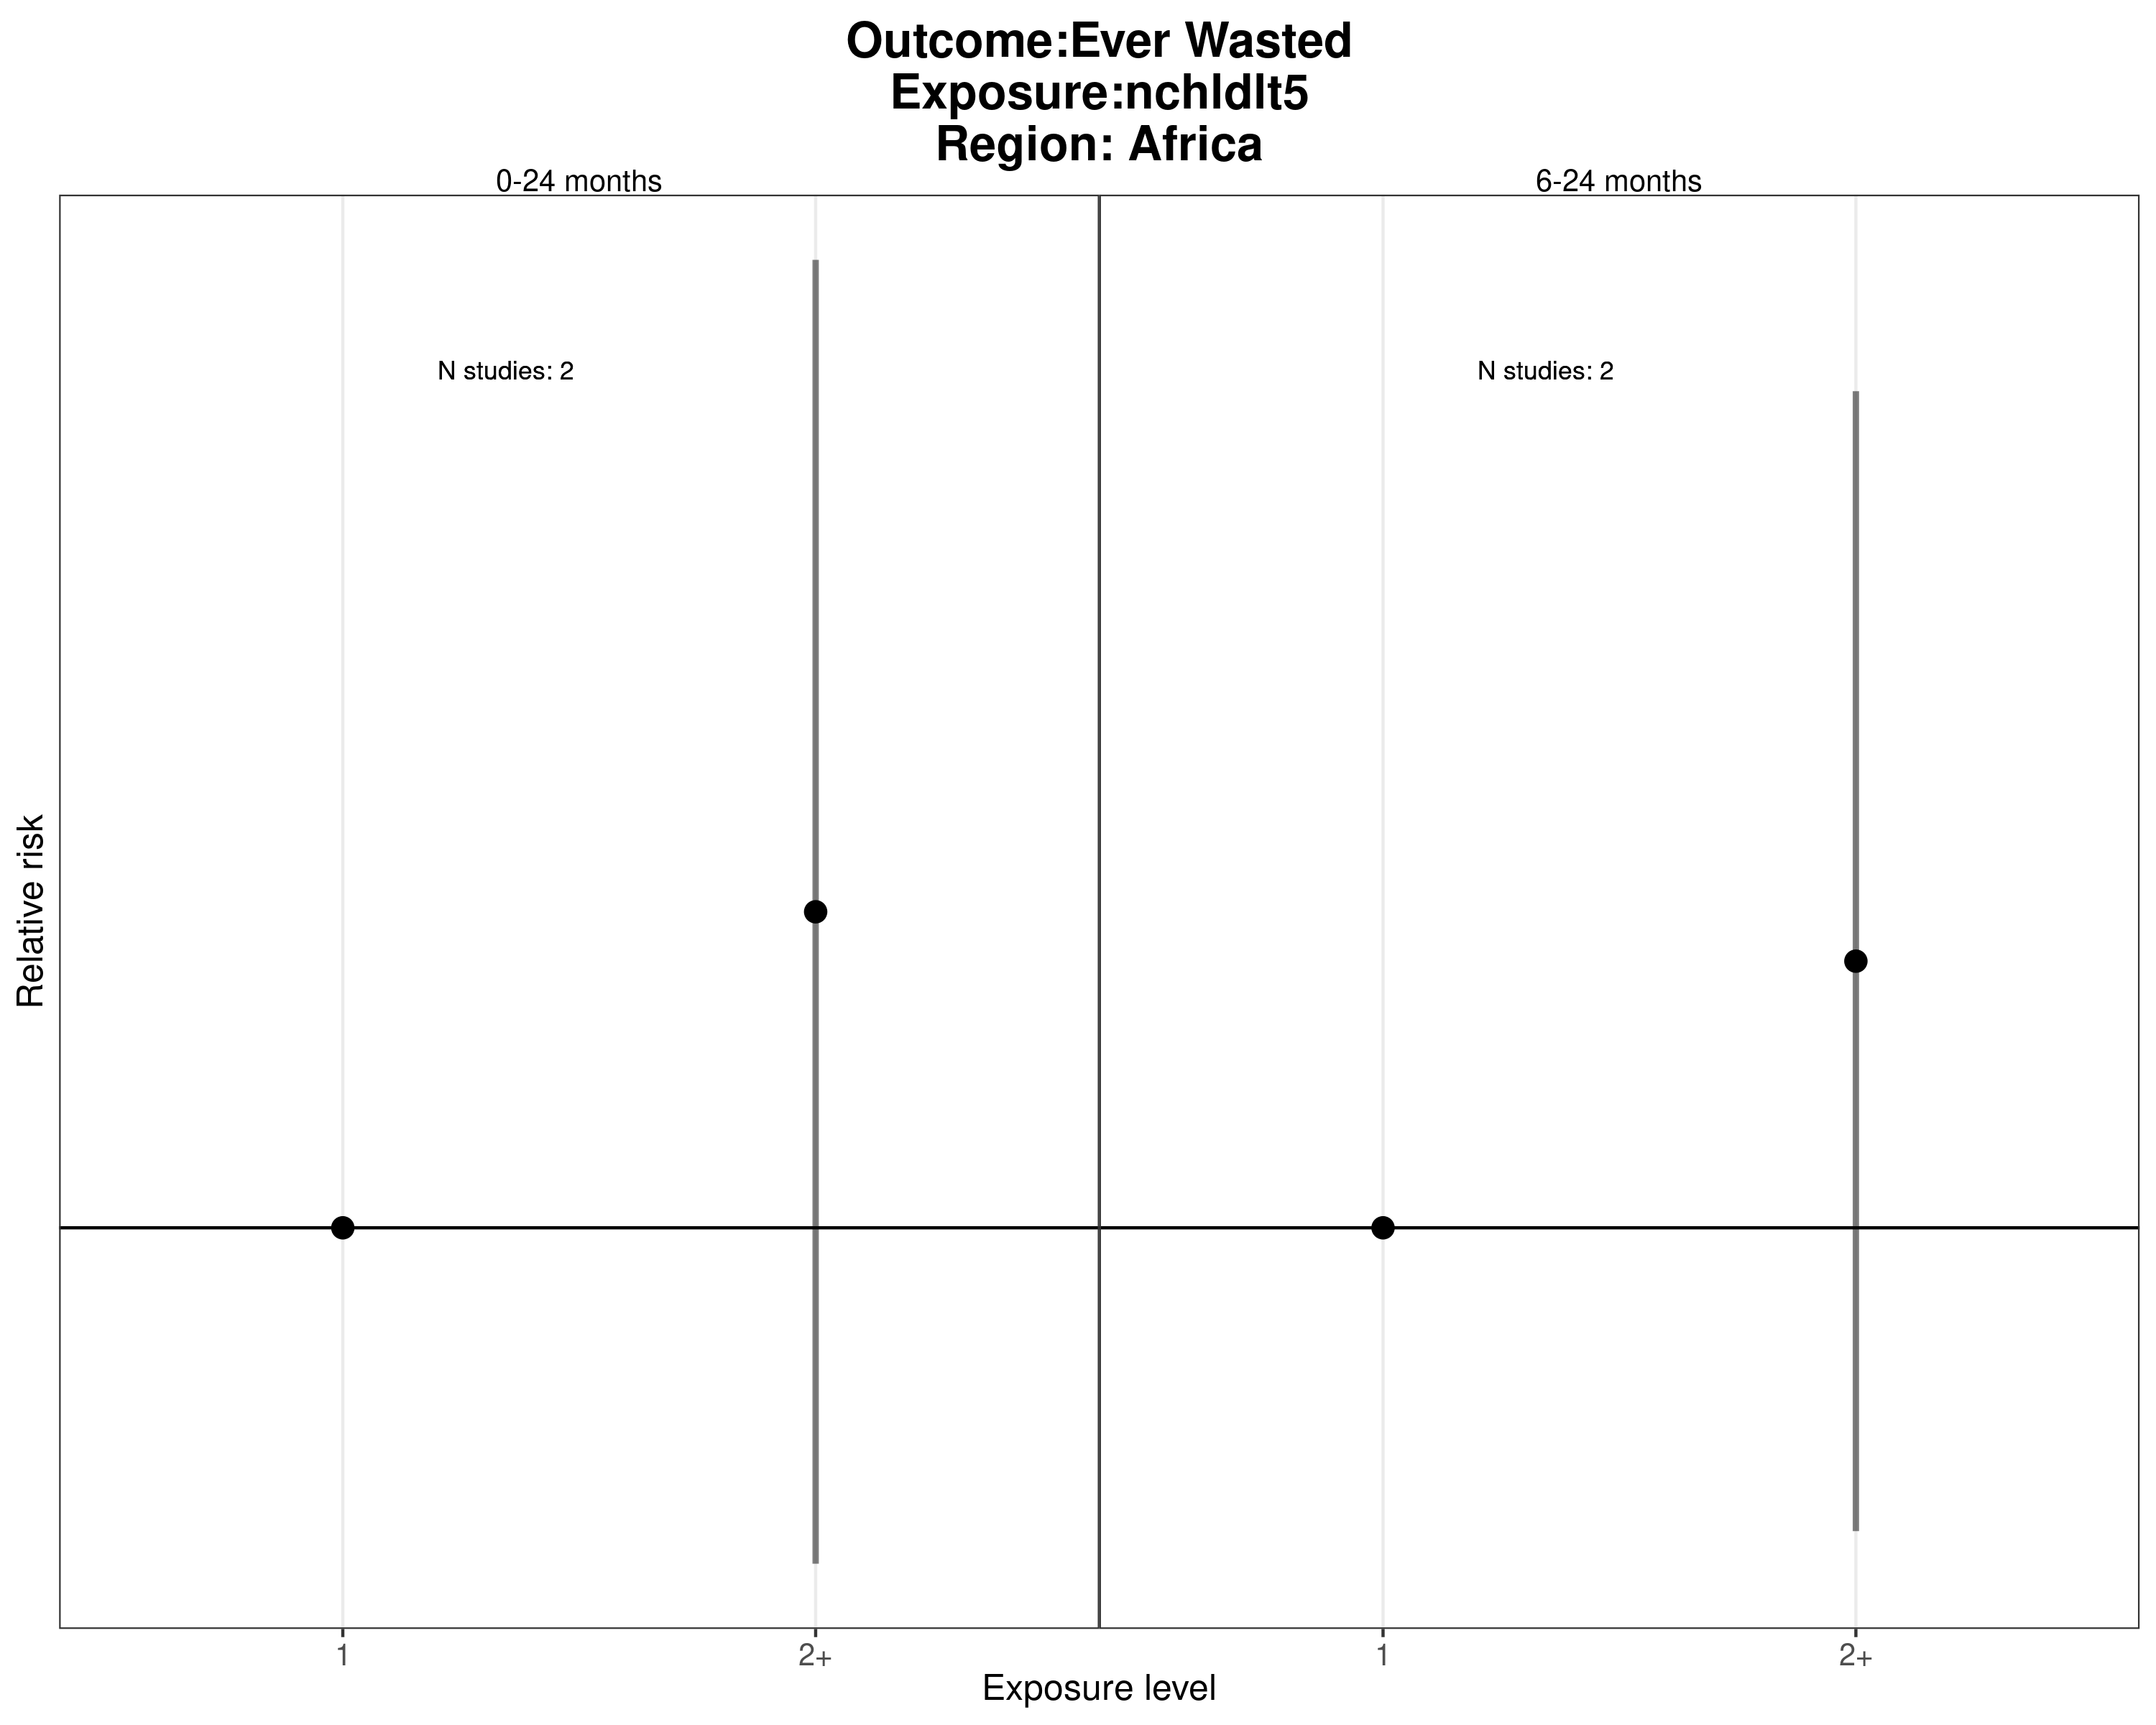 Outcome:Ever Wasted
Exposure:nchldlt5
Region: Africa
0-24 months
6-24 months
N studies: 2
N studies: 2
Relative risk
1
2+
1
2+
Exposure level